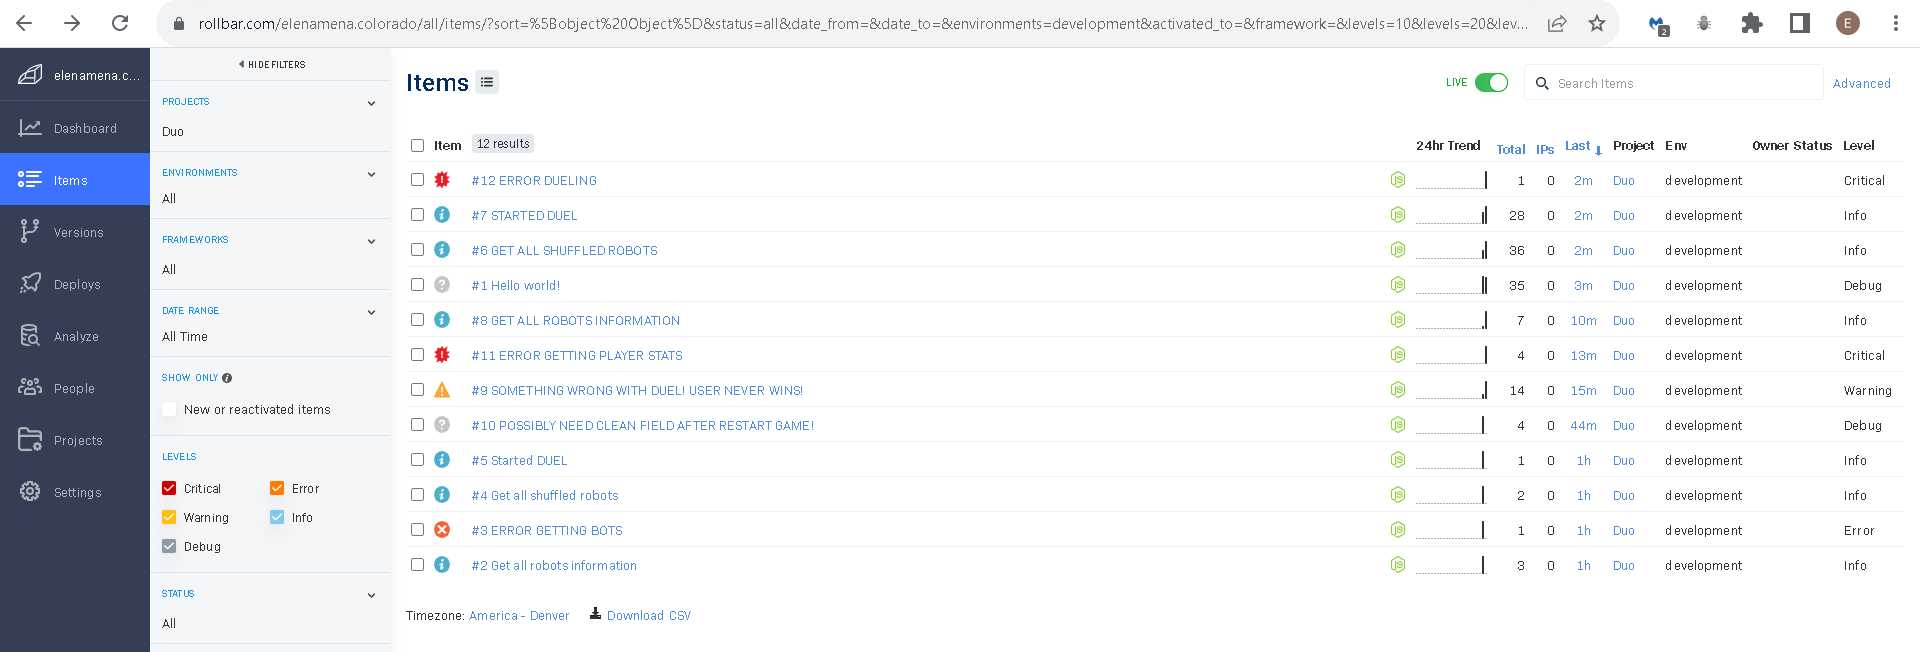 rollbar.com/elenamena.colorado/all/items/?sort=%5Bobject%20Object%5D&status=all&date_from=&date_to=&environments=development&activated_to=&framework=&levels=10&levels=20&lev...
2
E
elenamena.c...
Dashboard
Items
Versions
Deploys
Analyze
People
Projects
Settings
HIDE FILTERS
PROJECTS
Duo
ENVIRONMENTS
All
FRAMEWORKS
All
DATE RANGE
All Time
SHOW ONLY
New or reactivated items
LEVELS
Critical Error
Warning Info
Debug
STATUS
All
Items
LIVE
Search Items
Advanced
Item 12 results 24hr Trend Total IPs Last Project Env Owner Status Level
#12 ERROR DUELING 1 0 2m Duo development Critical
#7 STARTED DUEL 28 0 2m Duo development Info
#6 GET ALL SHUFFLED ROBOTS 36 0 2m Duo development Info
#1 Hello world! 35 0 3m Duo development Debug
#8 GET ALL ROBOTS INFORMATION 7 0 10m Duo development Info
#11 ERROR GETTING PLAYER STATS 4 0 13m Duo development Critical
#9 SOMETHING WRONG WITH DUEL! USER NEVER WINS! 14 0 15m Duo development Warning
#10 POSSIBLY NEED CLEAN FIELD AFTER RESTART GAME! 4 0 44m Duo development Debug
#5 Started DUEL 1 0 1h Duo development Info
#4 Get all shuffled robots 2 0 1h Duo development Info
#3 ERROR GETTING BOTS 1 0 1h Duo development Error
#2 Get all robots information 3 0 1h Duo development Info
Timezone: America - Denver Download CSV